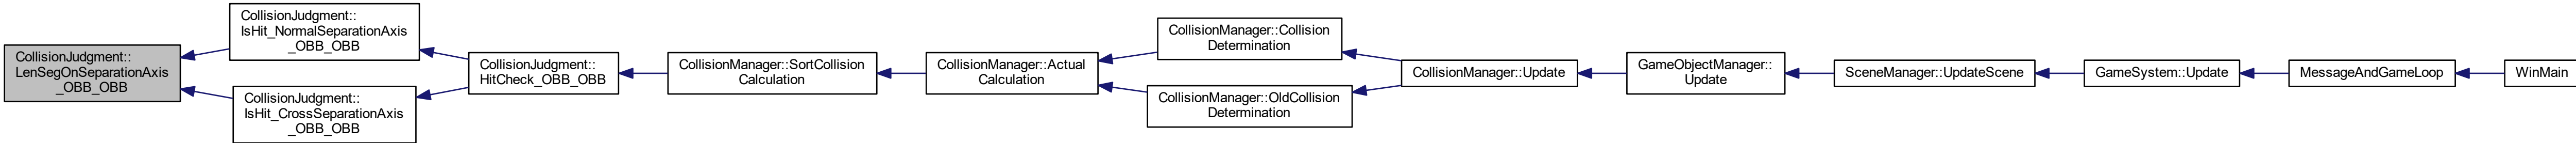 CollisionJudgment::
LenSegOnSeparationAxis
_OBB_OBB
CollisionJudgment::
IsHit_NormalSeparationAxis
_OBB_OBB
CollisionJudgment::
IsHit_CrossSeparationAxis
_OBB_OBB
CollisionJudgment::
HitCheck_OBB_OBB
CollisionManager::SortCollision
Calculation
CollisionManager::Actual
Calculation
CollisionManager::Collision
Determination
CollisionManager::OldCollision
Determination
CollisionManager::Update
GameObjectManager::
Update
SceneManager::UpdateScene
GameSystem::Update
MessageAndGameLoop
WinMain